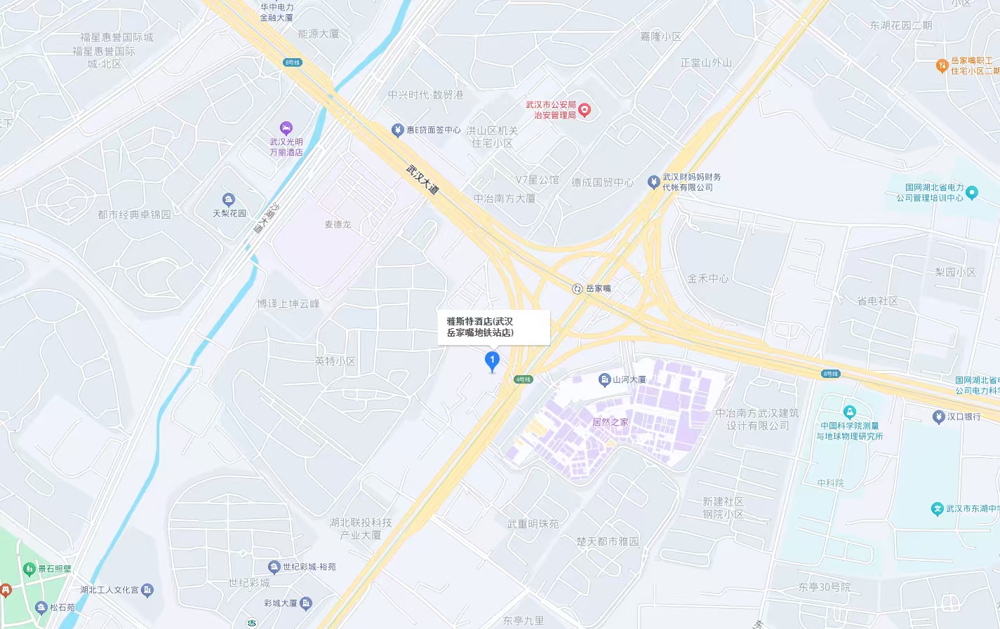 华中电力
金融大厦
能源大厦
福星惠誉国际城
福星惠誉国际
城-北区
8号线
嘉隆小区
小区
东湖花园二期
正堂山外山
岳家嘴职工
住宅小区二期
中兴时代·数贸港
武汉市公安局
治安管理局
天下
武汉光明
万丽酒店
惠E贷面签中心
洪山区机关
住宅小区
武汉大道
V7星公馆
德成国贸中心
武汉财妈妈财务
代帐有限公司
中冶南方大厦
国网湖北省电力
公司管理培训中心
都市经典卓锦园
天梨花园
沙湖大道
麦德龙
金禾中心
梨园小区
岳家嘴
省电社区
博译上坤云峰
雅斯特酒店(武汉
岳家嘴地铁站店)
1
英特小区
4号线
山河大厦
8号线
国网湖北省电
公司电力科学
居然之家
中冶南方武汉建筑
设计有限公司
中国科学院测量
与地球物理研究所
汉口银行
中科院
新建社区
钢院小区
武汉市东湖中学
湖北联投科技
产业大厦
武重明珠苑
楚天都市雅园
景石照壁
世纪彩城-裕苑
世纪彩城
湖北工人文化宫
彩城大厦
松石苑
东亭30号院
东亭九里
东